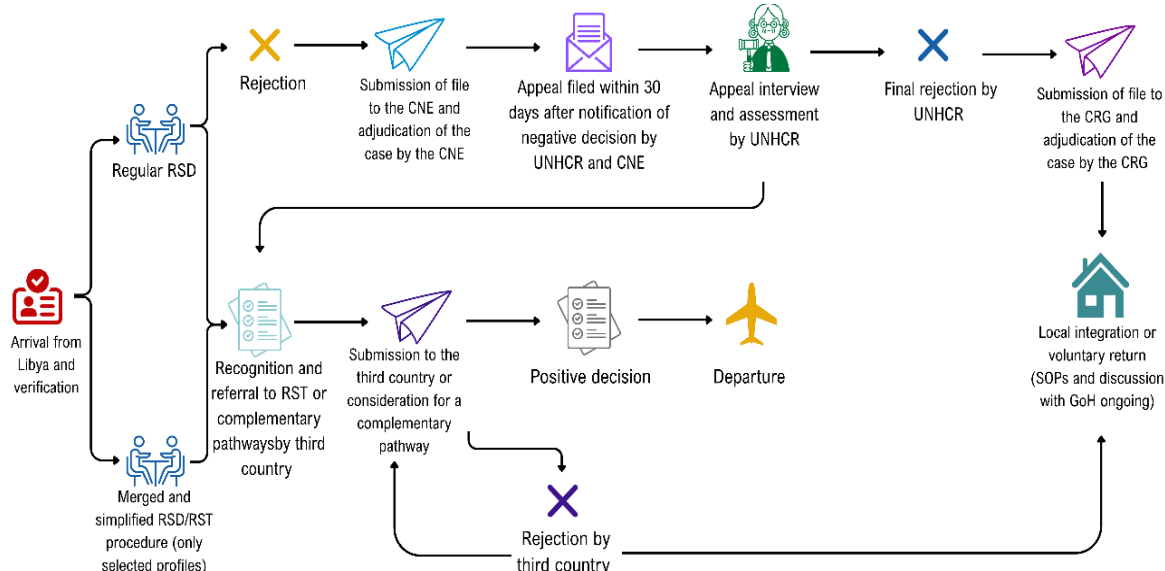 Rejection
Submission of file
to the CNE and
adjudication of the
case by the CNE
Appeal filed within 30
days after notification of
negative decision by
UNHCR and CNE
Appeal interview
and assessment
by UNHCR
Final rejection by
UNHCR
Submission of file to
the CRG and
adjudication of the
case by the CRG
Regular RSD
Arrival from
Libya and
verification
Recognition and
referral to RST or
complementary
pathwaysby third
country
Submission to the
third country or
consideration for a
complementary
pathway
Positive decision
Departure
Local integration or
voluntary return
(SOPs and discussion
with GoH ongoing)
Merged and
simplified RSD/RST
procedure (only
selected profiles)
Rejection by
third country